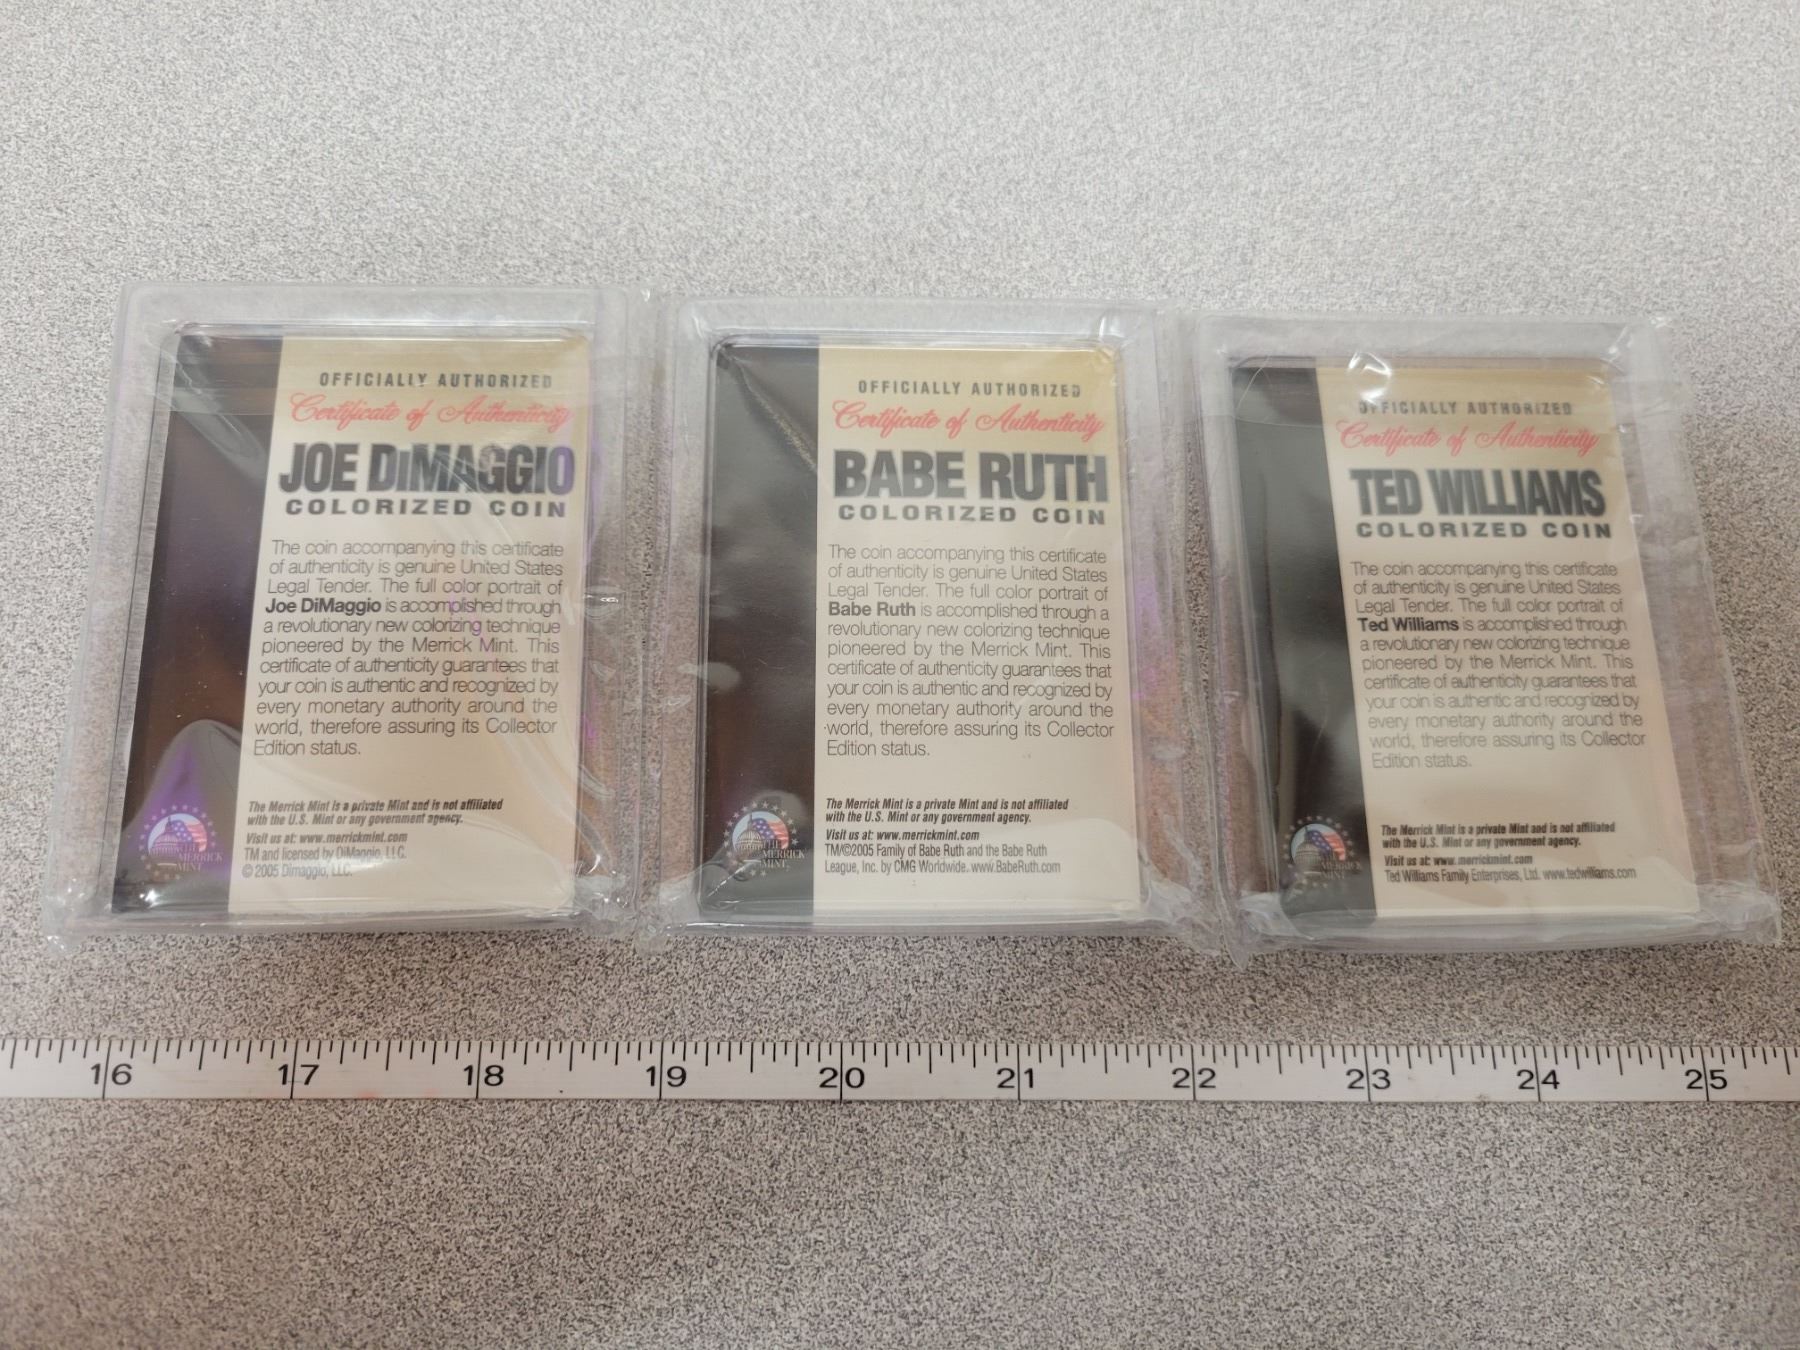 OFFICIALLY AUTHORIZED
Certificate of Authenticity
JOE DiMAGGIO
COLORIZED COIN
The coin accompanying this certificate
of authenticity is genuine United States
Legal Tender. The full color portrait of
Joe DiMaggio is accomplished through
a revolutionary new colorizing technique
pioneered by the Merrick Mint. This
certificate of authenticity guarantees that
your coin is authentic and recognized by
every monetary authority around the
world, therefore assuring its Collector
Edition status.
The Merrick Mint is a private Mint and is not affiliated
with the U.S. Mint or any government agency.
Visit us at: www.merrickmint.com
TM and licensed by DiMaggio, LLC.
© 2005 Dimaggio, LLC.
THE
MERRICK
MINT
OFFICIALLY AUTHORIZED
Certificate of Authenticity
BABE RUTH
COLORIZED COIN
The coin accompanying this certificate
of authenticity is genuine United States
Legal Tender. The full color portrait of
Babe Ruth is accomplished through a
revolutionary new colorizing technique
pioneered by the Merrick Mint. This
certificate of authenticity guarantees that
your coin is authentic and recognized by
every monetary authority around the
world, therefore assuring its Collector
Edition status.
The Merrick Mint is a private Mint and is not affiliated
with the U.S. Mint or any government agency.
Visit us at: www.merrickmint.com
TM/©2005 Family of Babe Ruth and the Babe Ruth
League, Inc. by CMG Worldwide. www.BabeRuth.com
THE
MERRICK
MINT
OFFICIALLY AUTHORIZED
Certificate of Authenticity
TED WILLIAMS
COLORIZED COIN
The coin accompanying this certificate
of authenticity is genuine United States
Legal Tender. The full color portrait of
Ted Williams is accomplished through
a revolutionary new colorizing technique
pioneered by the Merrick Mint. This
certificate of authenticity guarantees that
your coin is authentic and recognized by
every monetary authority around the
world, therefore assuring its Collector
Edition status.
The Merrick Mint is a private Mint and is not affiliated
with the U.S. Mint or any government agency.
Visit us at: www.merrickmint.com
Ted Williams Family Enterprises, Ltd. www.tedwilliams.com
THE
MERRICK
MINT
16 17 18 19 20 21 22 23 24 25